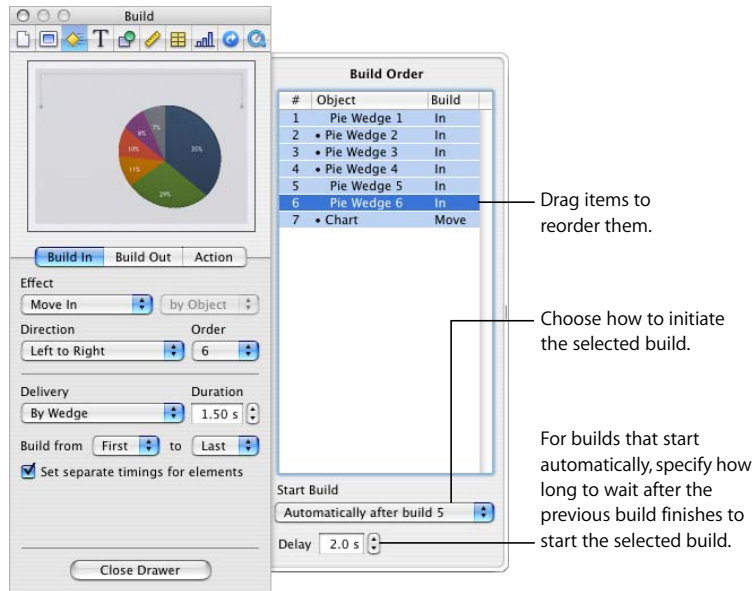 Build
T
Build Order
# Object Build
1 Pie Wedge 1 In
2 • Pie Wedge 2 In
3 • Pie Wedge 3 In
4 • Pie Wedge 4 In
5 Pie Wedge 5 In
6 Pie Wedge 6 In
7 • Chart Move
35%
29%
11%
10%
8%
7%
Build In Build Out Action
Effect
Move In by Object
Direction Order
Left to Right 6
Delivery Duration
By Wedge 1.50 s
Build from First to Last
Set separate timings for elements
Close Drawer
Start Build
Automatically after build 5
Delay 2.0 s
Drag items to
reorder them.
Choose how to initiate
the selected build.
For builds that start
automatically, specify how
long to wait after the
previous build finishes to
start the selected build.